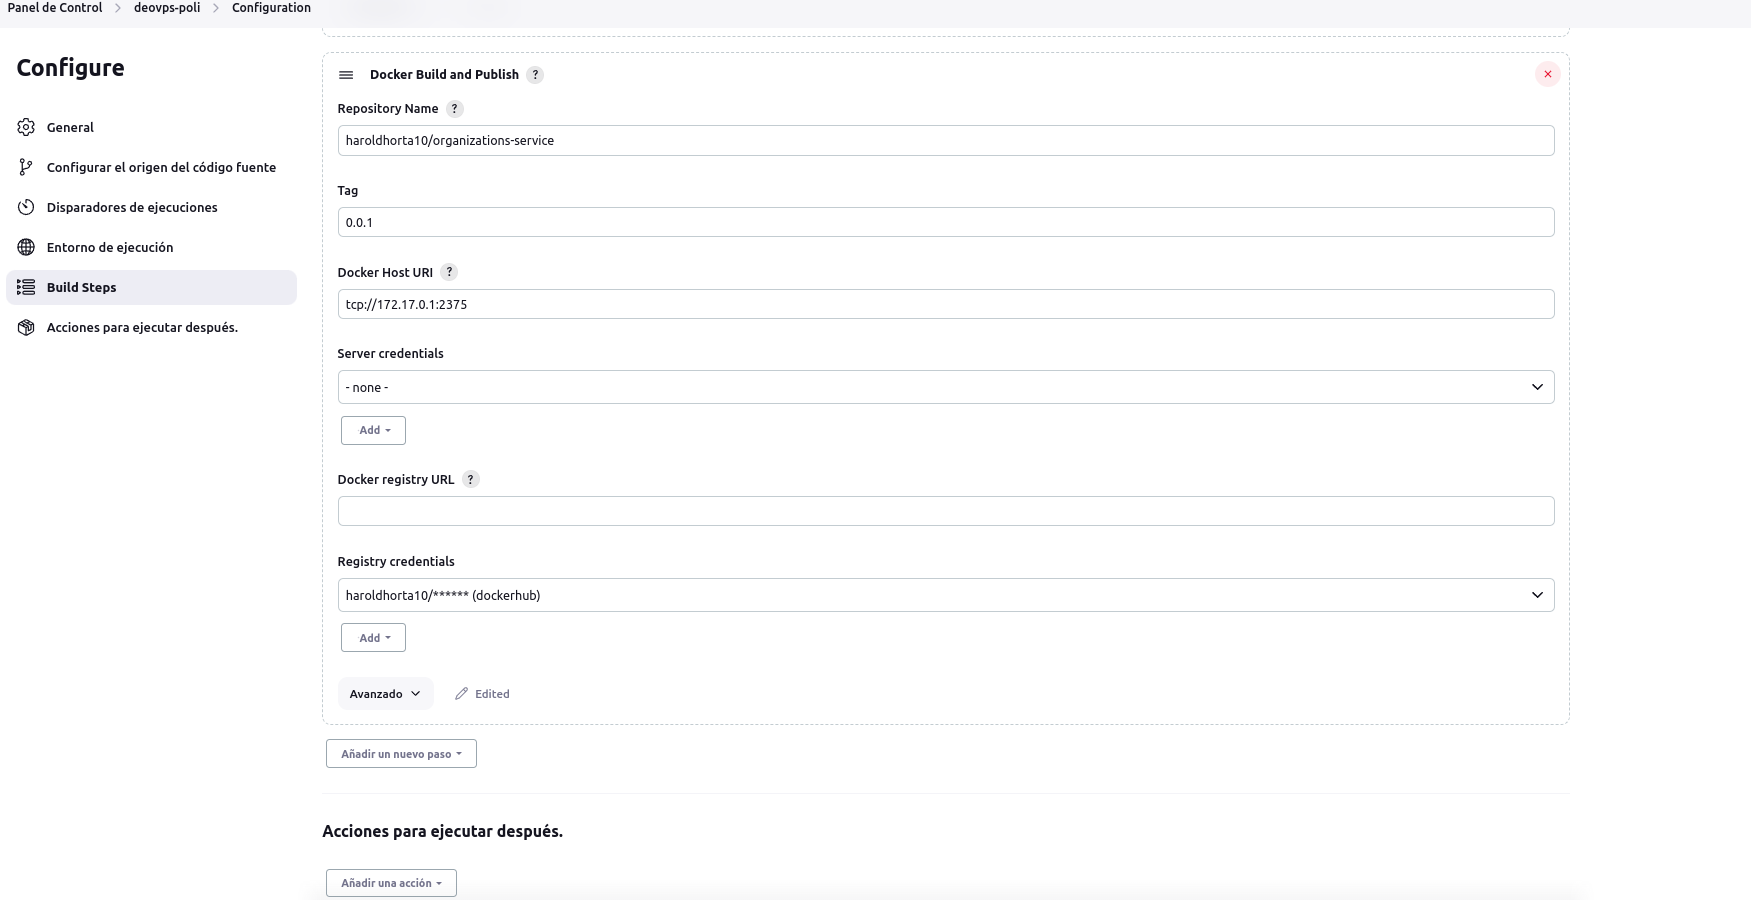 Panel de Control > deovps-poli > Configuration
Configure
General
Configurar el origen del código fuente
Disparadores de ejecuciones
Entorno de ejecución
Build Steps
Acciones para ejecutar después.
Docker Build and Publish ?
Repository Name ?
haroldhorta10/organizations-service
Tag
0.0.1
Docker Host URI ?
tcp://172.17.0.1:2375
Server credentials
- none -
Add
Docker registry URL ?
Registry credentials
haroldhorta10/****** (dockerhub)
Add
Avanzado
Edited
Añadir un nuevo paso
Acciones para ejecutar después.
Añadir una acción